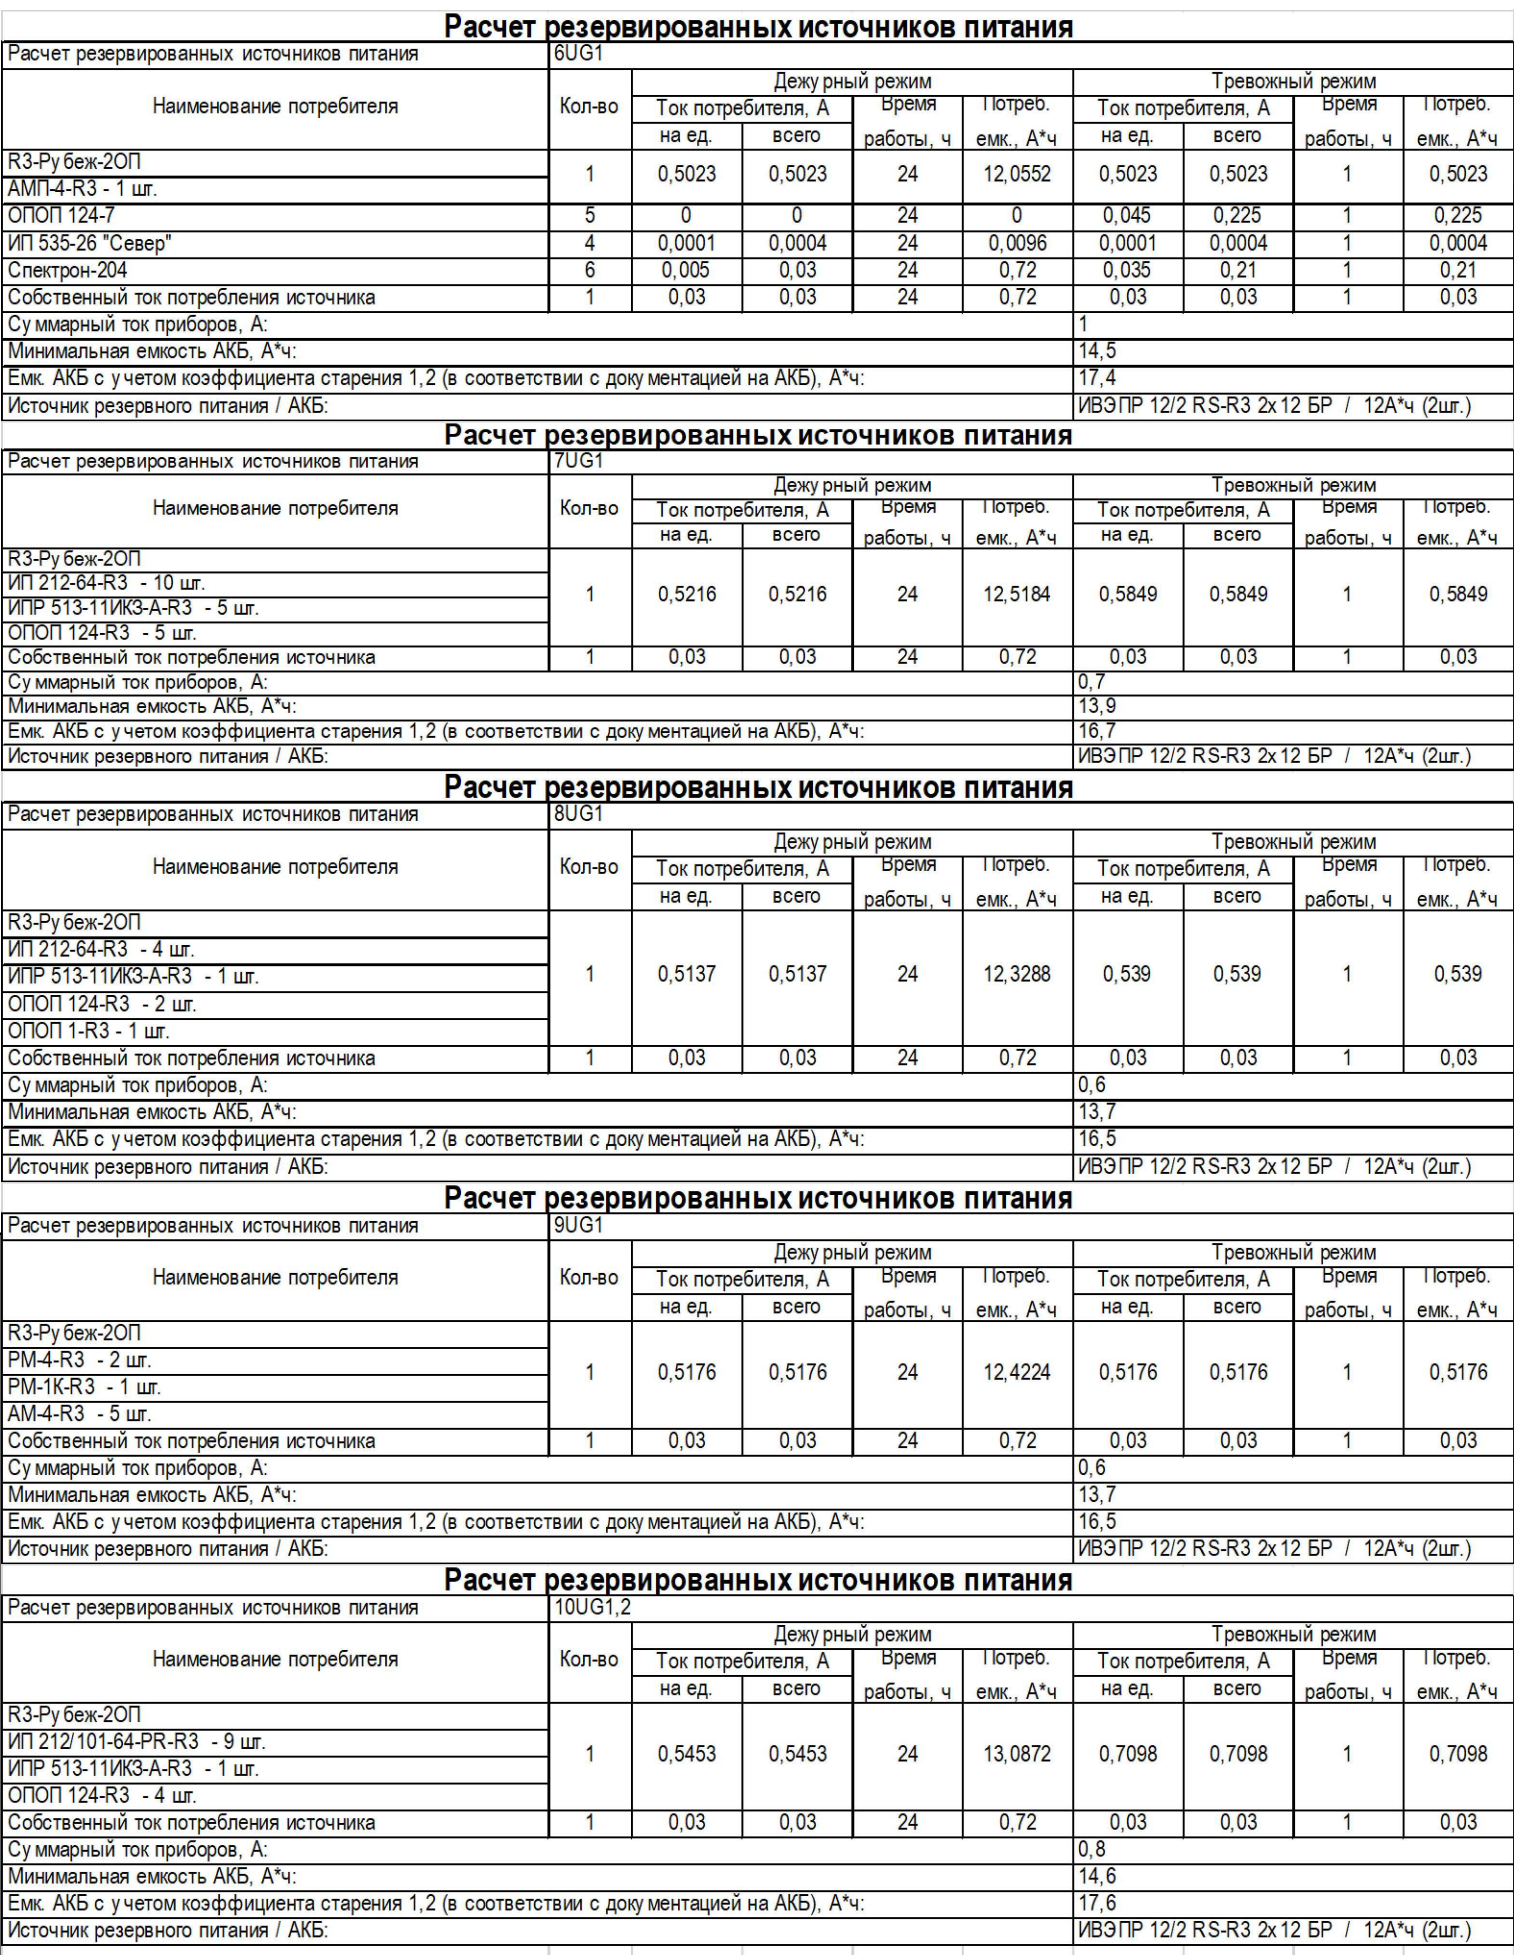 Расчет резервированных источников питания
Расчет резервированных источников питания 6UG1
Наименование потребителя Кол-во Дежурный режим Тревожный режим
Ток потребителя, А Время работы, ч Потреб. емк., А*ч Ток потребителя, А Время работы, ч Потреб. емк., А*ч
на ед. всего на ед. всего
R3-Рубеж-2ОП
АМП-4-R3 - 1 шт.
1 0,5023 0,5023 24 12,0552 0,5023 0,5023 1 0,5023
ОПОП 124-7 5 0 0 24 0 0,045 0,225 1 0,225
ИП 535-26 "Север" 4 0,0001 0,0004 24 0,0096 0,0001 0,0004 1 0,0004
Спектрон-204 6 0,005 0,03 24 0,72 0,035 0,21 1 0,21
Собственный ток потребления источника 1 0,03 0,03 24 0,72 0,03 0,03 1 0,03
Суммарный ток приборов, А: 1
Минимальная емкость АКБ, А*ч: 14,5
Емк. АКБ с учетом коэффициента старения 1,2 (в соответствии с документацией на АКБ), А*ч: 17,4
Источник резервного питания / АКБ: ИВЭПР 12/2 RS-R3 2х12 БР / 12А*ч (2шт.)
Расчет резервированных источников питания
Расчет резервированных источников питания 7UG1
Наименование потребителя Кол-во Дежурный режим Тревожный режим
Ток потребителя, А Время работы, ч Потреб. емк., А*ч Ток потребителя, А Время работы, ч Потреб. емк., А*ч
на ед. всего на ед. всего
R3-Рубеж-2ОП
ИП 212-64-R3 - 10 шт.
ИПР 513-11ИКЗ-А-R3 - 5 шт.
ОПОП 124-R3 - 5 шт.
1 0,5216 0,5216 24 12,5184 0,5849 0,5849 1 0,5849
Собственный ток потребления источника 1 0,03 0,03 24 0,72 0,03 0,03 1 0,03
Суммарный ток приборов, А: 0,7
Минимальная емкость АКБ, А*ч: 13,9
Емк. АКБ с учетом коэффициента старения 1,2 (в соответствии с документацией на АКБ), А*ч: 16,7
Источник резервного питания / АКБ: ИВЭПР 12/2 RS-R3 2х12 БР / 12А*ч (2шт.)
Расчет резервированных источников питания
Расчет резервированных источников питания 8UG1
Наименование потребителя Кол-во Дежурный режим Тревожный режим
Ток потребителя, А Время работы, ч Потреб. емк., А*ч Ток потребителя, А Время работы, ч Потреб. емк., А*ч
на ед. всего на ед. всего
R3-Рубеж-2ОП
ИП 212-64-R3 - 4 шт.
ИПР 513-11ИКЗ-А-R3 - 1 шт.
ОПОП 124-R3 - 2 шт.
ОПОП 1-R3 - 1 шт.
1 0,5137 0,5137 24 12,3288 0,539 0,539 1 0,539
Собственный ток потребления источника 1 0,03 0,03 24 0,72 0,03 0,03 1 0,03
Суммарный ток приборов, А: 0,6
Минимальная емкость АКБ, А*ч: 13,7
Емк. АКБ с учетом коэффициента старения 1,2 (в соответствии с документацией на АКБ), А*ч: 16,5
Источник резервного питания / АКБ: ИВЭПР 12/2 RS-R3 2х12 БР / 12А*ч (2шт.)
Расчет резервированных источников питания
Расчет резервированных источников питания 9UG1
Наименование потребителя Кол-во Дежурный режим Тревожный режим
Ток потребителя, А Время работы, ч Потреб. емк., А*ч Ток потребителя, А Время работы, ч Потреб. емк., А*ч
на ед. всего на ед. всего
R3-Рубеж-2ОП
РМ-4-R3 - 2 шт.
РМ-1К-R3 - 1 шт.
АМ-4-R3 - 5 шт.
1 0,5176 0,5176 24 12,4224 0,5176 0,5176 1 0,5176
Собственный ток потребления источника 1 0,03 0,03 24 0,72 0,03 0,03 1 0,03
Суммарный ток приборов, А: 0,6
Минимальная емкость АКБ, А*ч: 13,7
Емк. АКБ с учетом коэффициента старения 1,2 (в соответствии с документацией на АКБ), А*ч: 16,5
Источник резервного питания / АКБ: ИВЭПР 12/2 RS-R3 2х12 БР / 12А*ч (2шт.)
Расчет резервированных источников питания
Расчет резервированных источников питания 10UG1,2
Наименование потребителя Кол-во Дежурный режим Тревожный режим
Ток потребителя, А Время работы, ч Потреб. емк., А*ч Ток потребителя, А Время работы, ч Потреб. емк., А*ч
на ед. всего на ед. всего
R3-Рубеж-2ОП
ИП 212/101-64-PR-R3 - 9 шт.
ИПР 513-11ИКЗ-А-R3 - 1 шт.
ОПОП 124-R3 - 4 шт.
1 0,5453 0,5453 24 13,0872 0,7098 0,7098 1 0,7098
Собственный ток потребления источника 1 0,03 0,03 24 0,72 0,03 0,03 1 0,03
Суммарный ток приборов, А: 0,8
Минимальная емкость АКБ, А*ч: 14,6
Емк. АКБ с учетом коэффициента старения 1,2 (в соответствии с документацией на АКБ), А*ч: 17,6
Источник резервного питания / АКБ: ИВЭПР 12/2 RS-R3 2х12 БР / 12А*ч (2шт.)